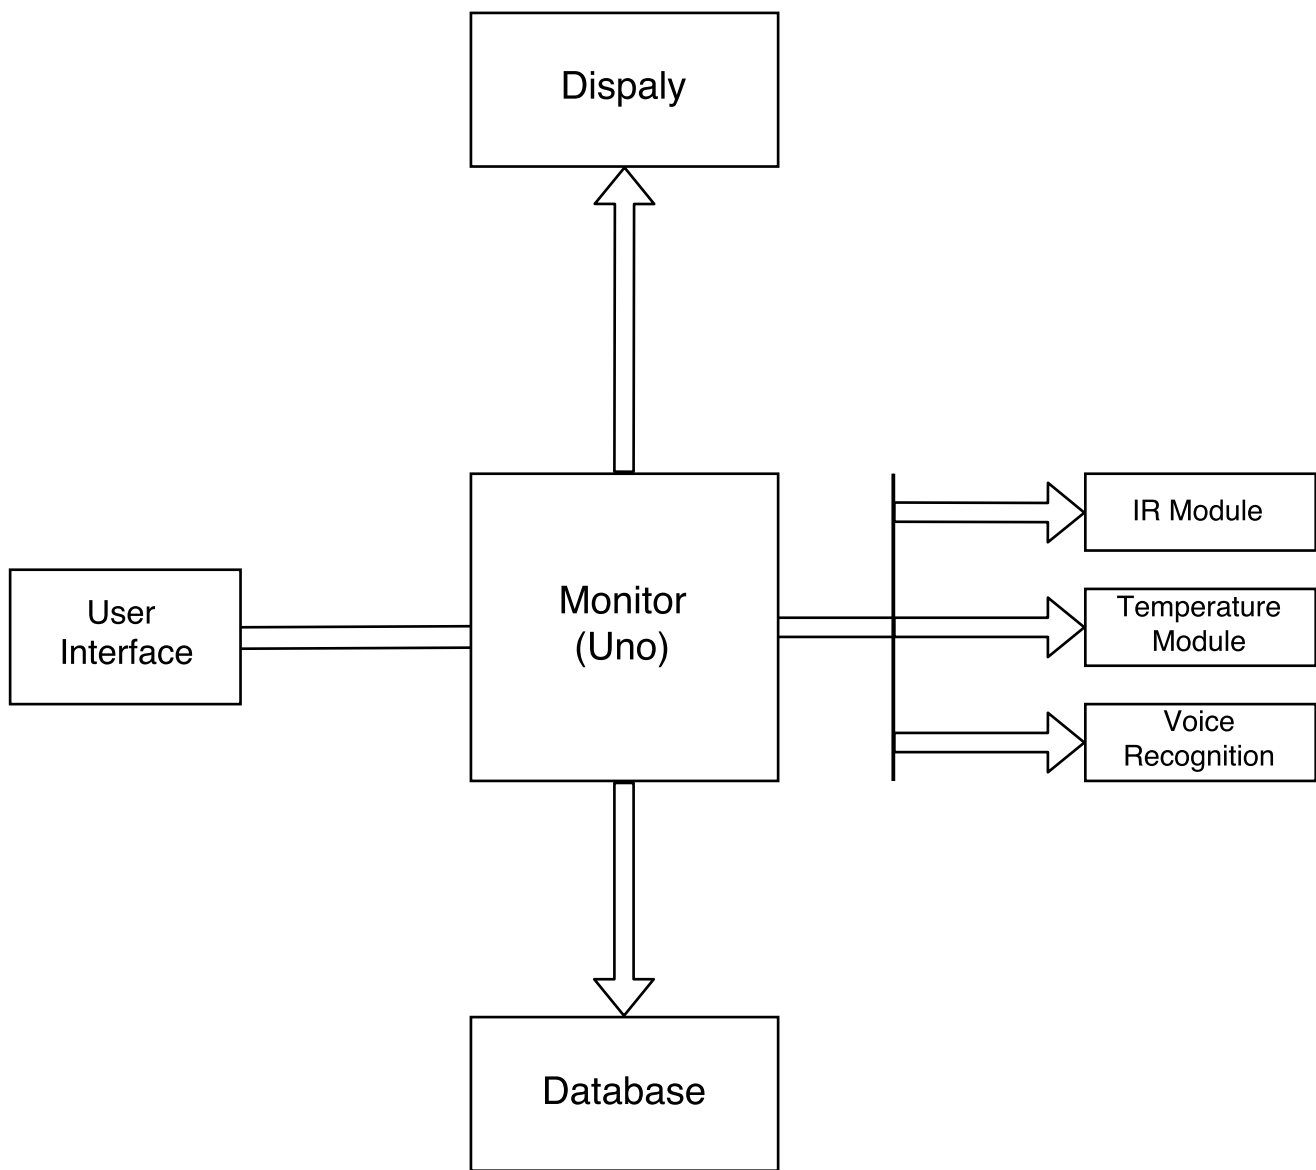 Dispaly
IR Module
User
Interface
Monitor
(Uno)
Temperature
Module
Voice
Recognition
Database